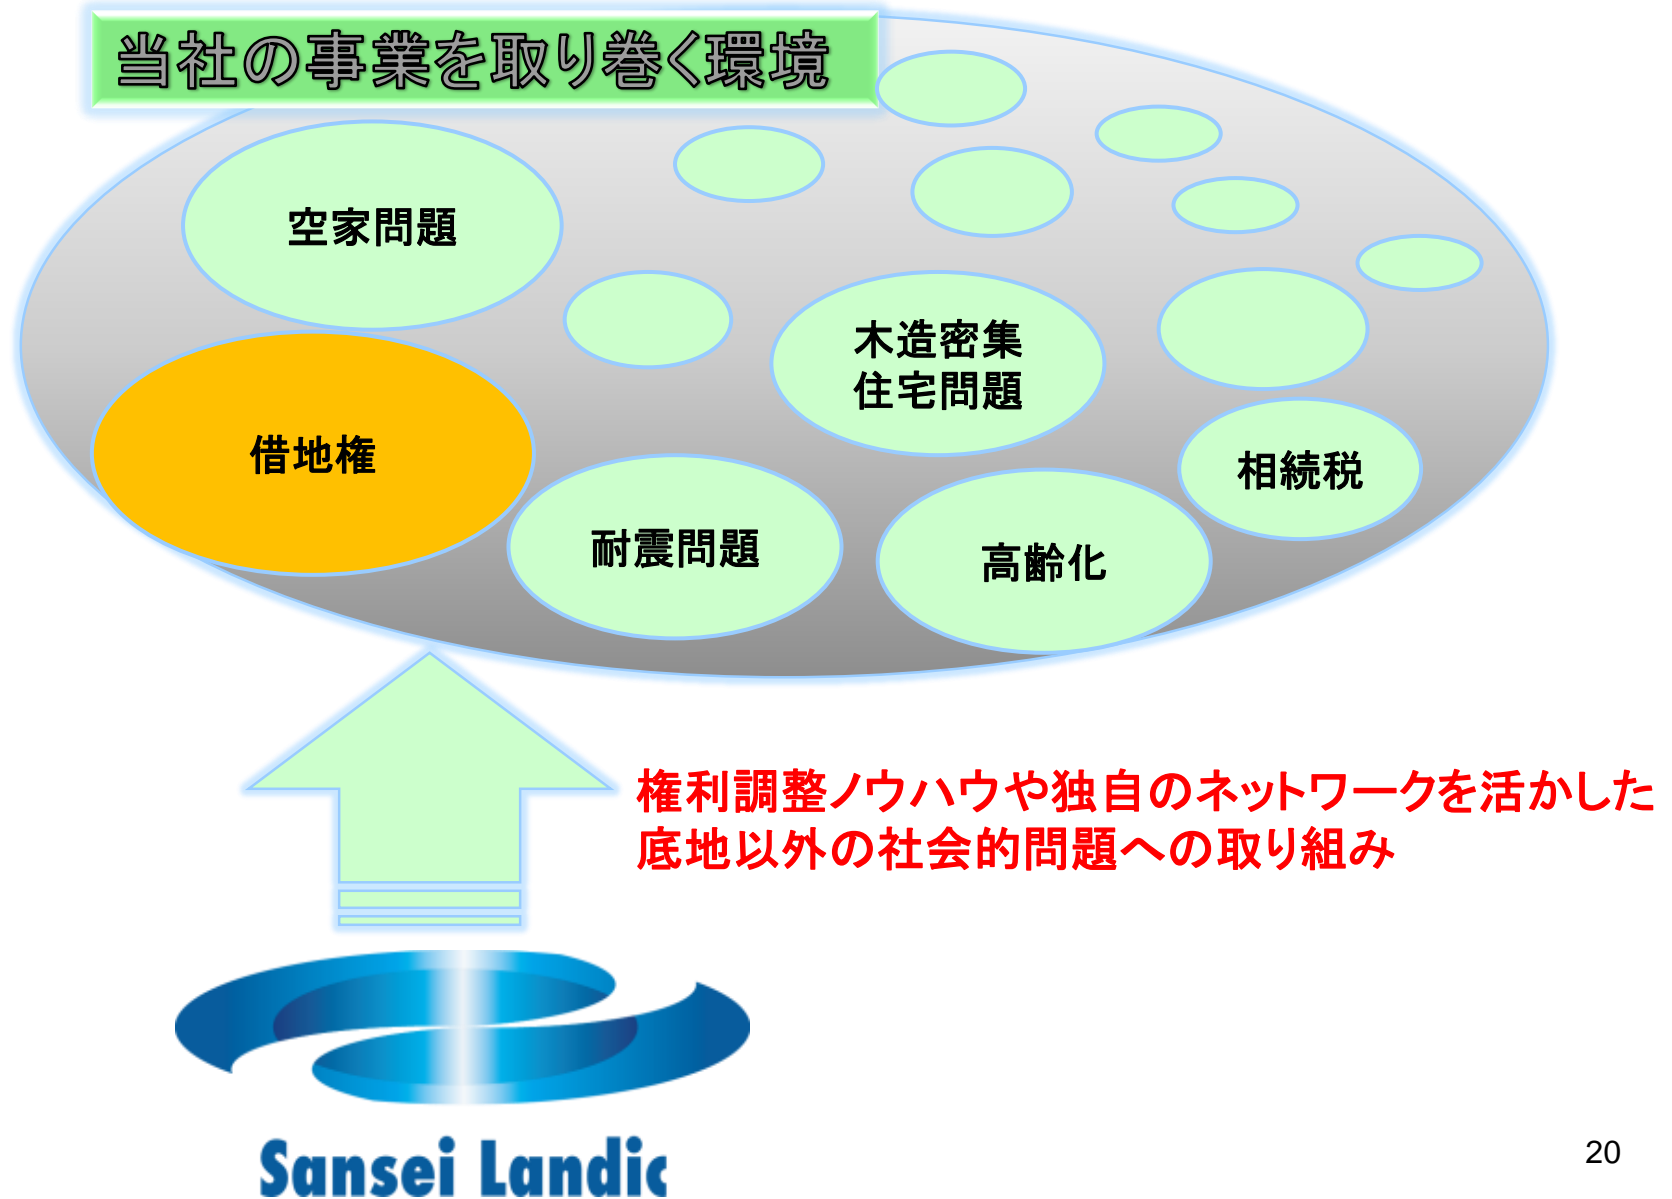 当社の事業を取り巻く環境
空家問題
木造密集
住宅問題
借地権
相続税
耐震問題
高齢化
権利調整ノウハウや独自のネットワークを活かした
底地以外の社会的問題への取り組み
Sansei Landic
20